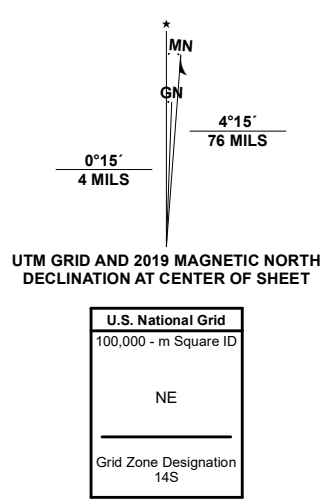 ★
MN
GN
4°15´
76 MILS
0°15´
4 MILS
UTM GRID AND 2019 MAGNETIC NORTH
DECLINATION AT CENTER OF SHEET
U.S. National Grid
100,000 - m Square ID
NE
Grid Zone Designation
14S